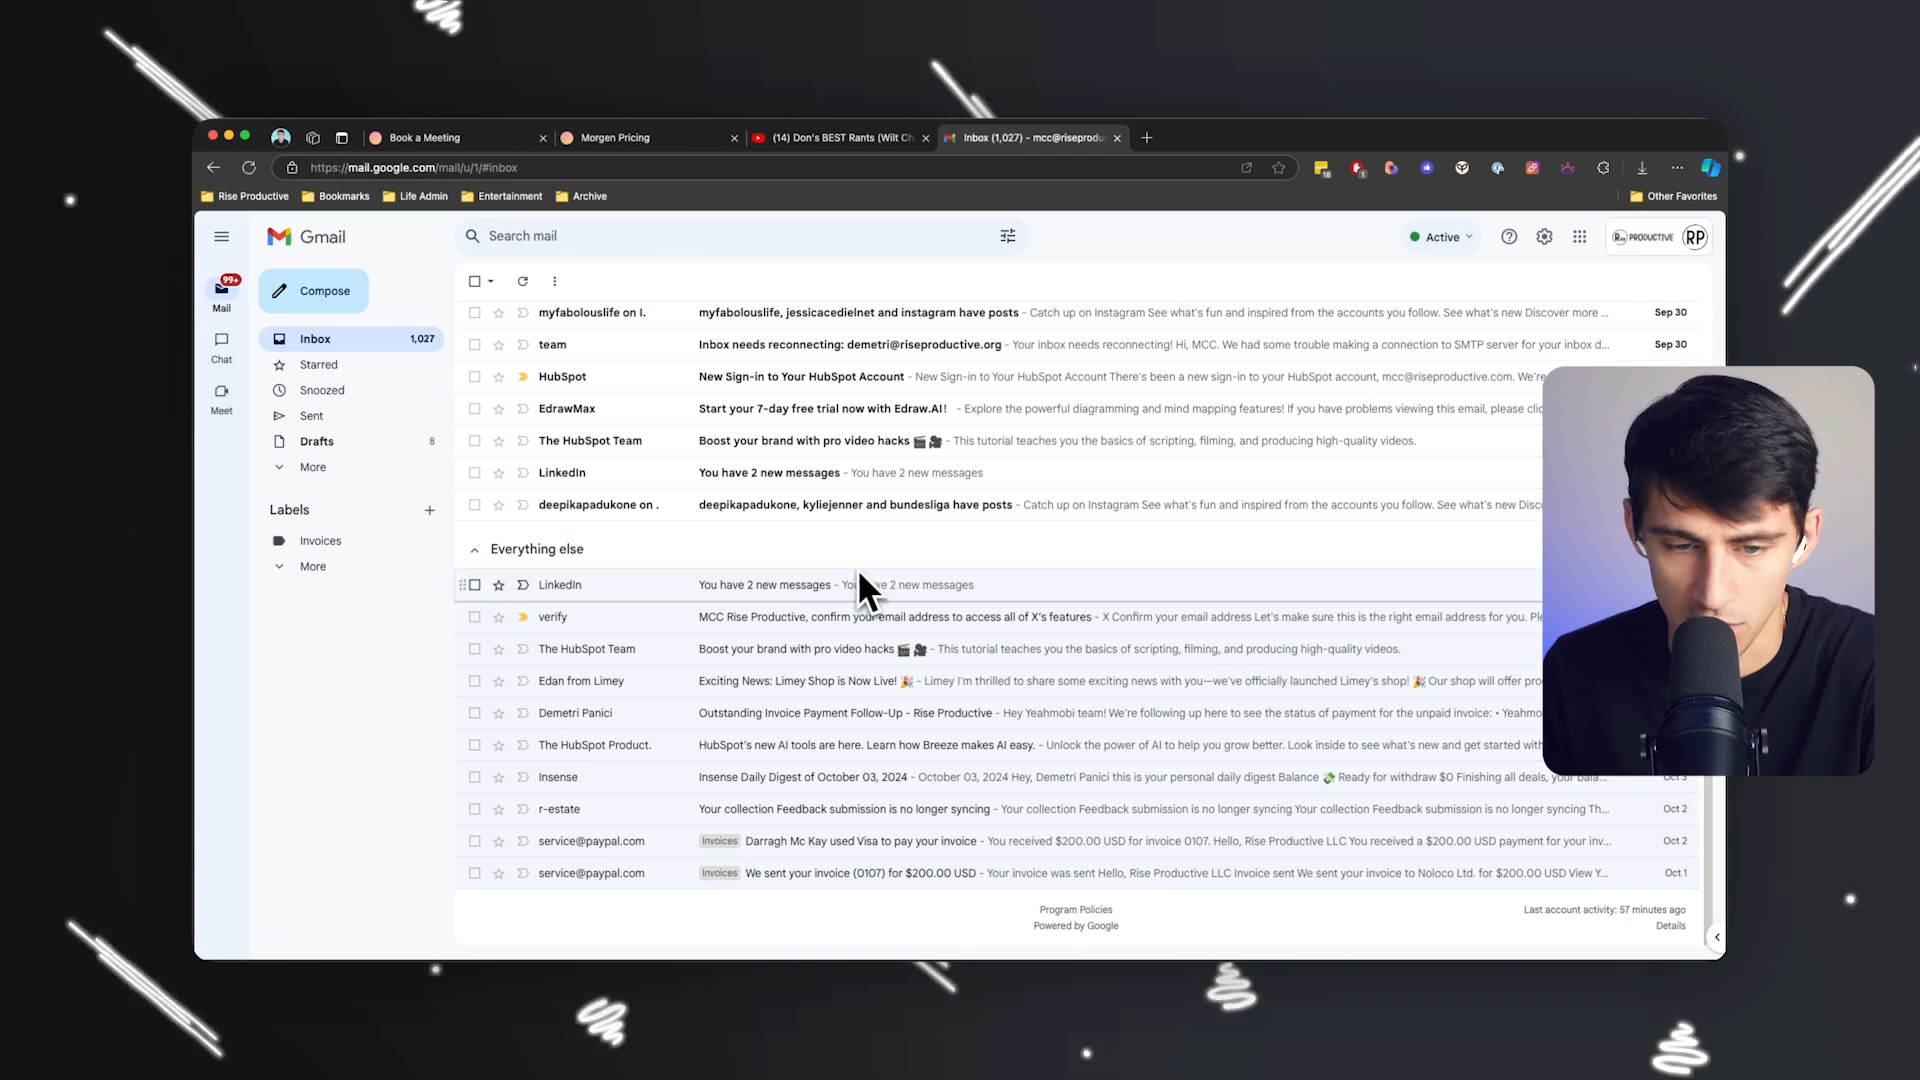 Book a Meeting
Morgen Pricing
(14) Don's BEST Rants (Wilt Ch
Inbox (1,027) - mcc@riseprodu
https://mail.google.com/mail/u/1/#inbox
18
1
Rise Productive
Bookmarks
Life Admin
Entertainment
Archive
Other Favorites
Gmail
Search mail
Active
PRODUCTIVE
RP
99+
Mail
Chat
Meet
Compose
Inbox 1,027
Starred
Snoozed
Sent
Drafts 8
More
Labels
Invoices
More
myfabolouslife on I. myfabolouslife, jessicacedielnet and instagram have posts - Catch up on Instagram See what's fun and inspired from the accounts you follow. See what's new Discover more ... Sep 30
team Inbox needs reconnecting: demetri@riseproductive.org - Your inbox needs reconnecting! Hi, MCC. We had some trouble making a connection to SMTP server for your inbox d... Sep 30
HubSpot New Sign-in to Your HubSpot Account - New Sign-in to Your HubSpot Account There's been a new sign-in to your HubSpot account, mcc@riseproductive.com. We're
EdrawMax Start your 7-day free trial now with Edraw.AI! - Explore the powerful diagramming and mind mapping features! If you have problems viewing this email, please clic
The HubSpot Team Boost your brand with pro video hacks 🎬 🎥 - This tutorial teaches you the basics of scripting, filming, and producing high-quality videos.
LinkedIn You have 2 new messages - You have 2 new messages
deepikapadukone on . deepikapadukone, kyliejenner and bundesliga have posts - Catch up on Instagram See what's fun and inspired from the accounts you follow. See what's new Disco
Everything else
LinkedIn You have 2 new messages - You have 2 new messages
verify MCC Rise Productive, confirm your email address to access all of X's features - X Confirm your email address Let's make sure this is the right email address for you. Ple
The HubSpot Team Boost your brand with pro video hacks 🎬 🎥 - This tutorial teaches you the basics of scripting, filming, and producing high-quality videos.
Edan from Limey Exciting News: Limey Shop is Now Live! 🎉 - Limey I'm thrilled to share some exciting news with you—we've officially launched Limey's shop! 🎉 Our shop will offer pro
Demetri Panici Outstanding Invoice Payment Follow-Up - Rise Productive - Hey Yeahmobi team! We're following up here to see the status of payment for the unpaid invoice: • Yeahmo
The HubSpot Product. HubSpot's new AI tools are here. Learn how Breeze makes AI easy. - Unlock the power of AI to help you grow better. Look inside to see what's new and get started with
Insense Insense Daily Digest of October 03, 2024 - October 03, 2024 Hey, Demetri Panici this is your personal daily digest Balance 💸 Ready for withdraw $0 Finishing all deals, your bala... Oct 3
r-estate Your collection Feedback submission is no longer syncing - Your collection Feedback submission is no longer syncing Your collection Feedback submission is no longer syncing Th... Oct 2
service@paypal.com Invoices Darragh Mc Kay used Visa to pay your invoice - You received $200.00 USD for invoice 0107. Hello, Rise Productive LLC You received a $200.00 USD payment for your inv... Oct 2
service@paypal.com Invoices We sent your invoice (0107) for $200.00 USD - Your invoice was sent Hello, Rise Productive LLC Invoice sent We sent your invoice to Noloco Ltd. for $200.00 USD View Y... Oct 1
Program Policies
Powered by Google
Last account activity: 57 minutes ago
Details